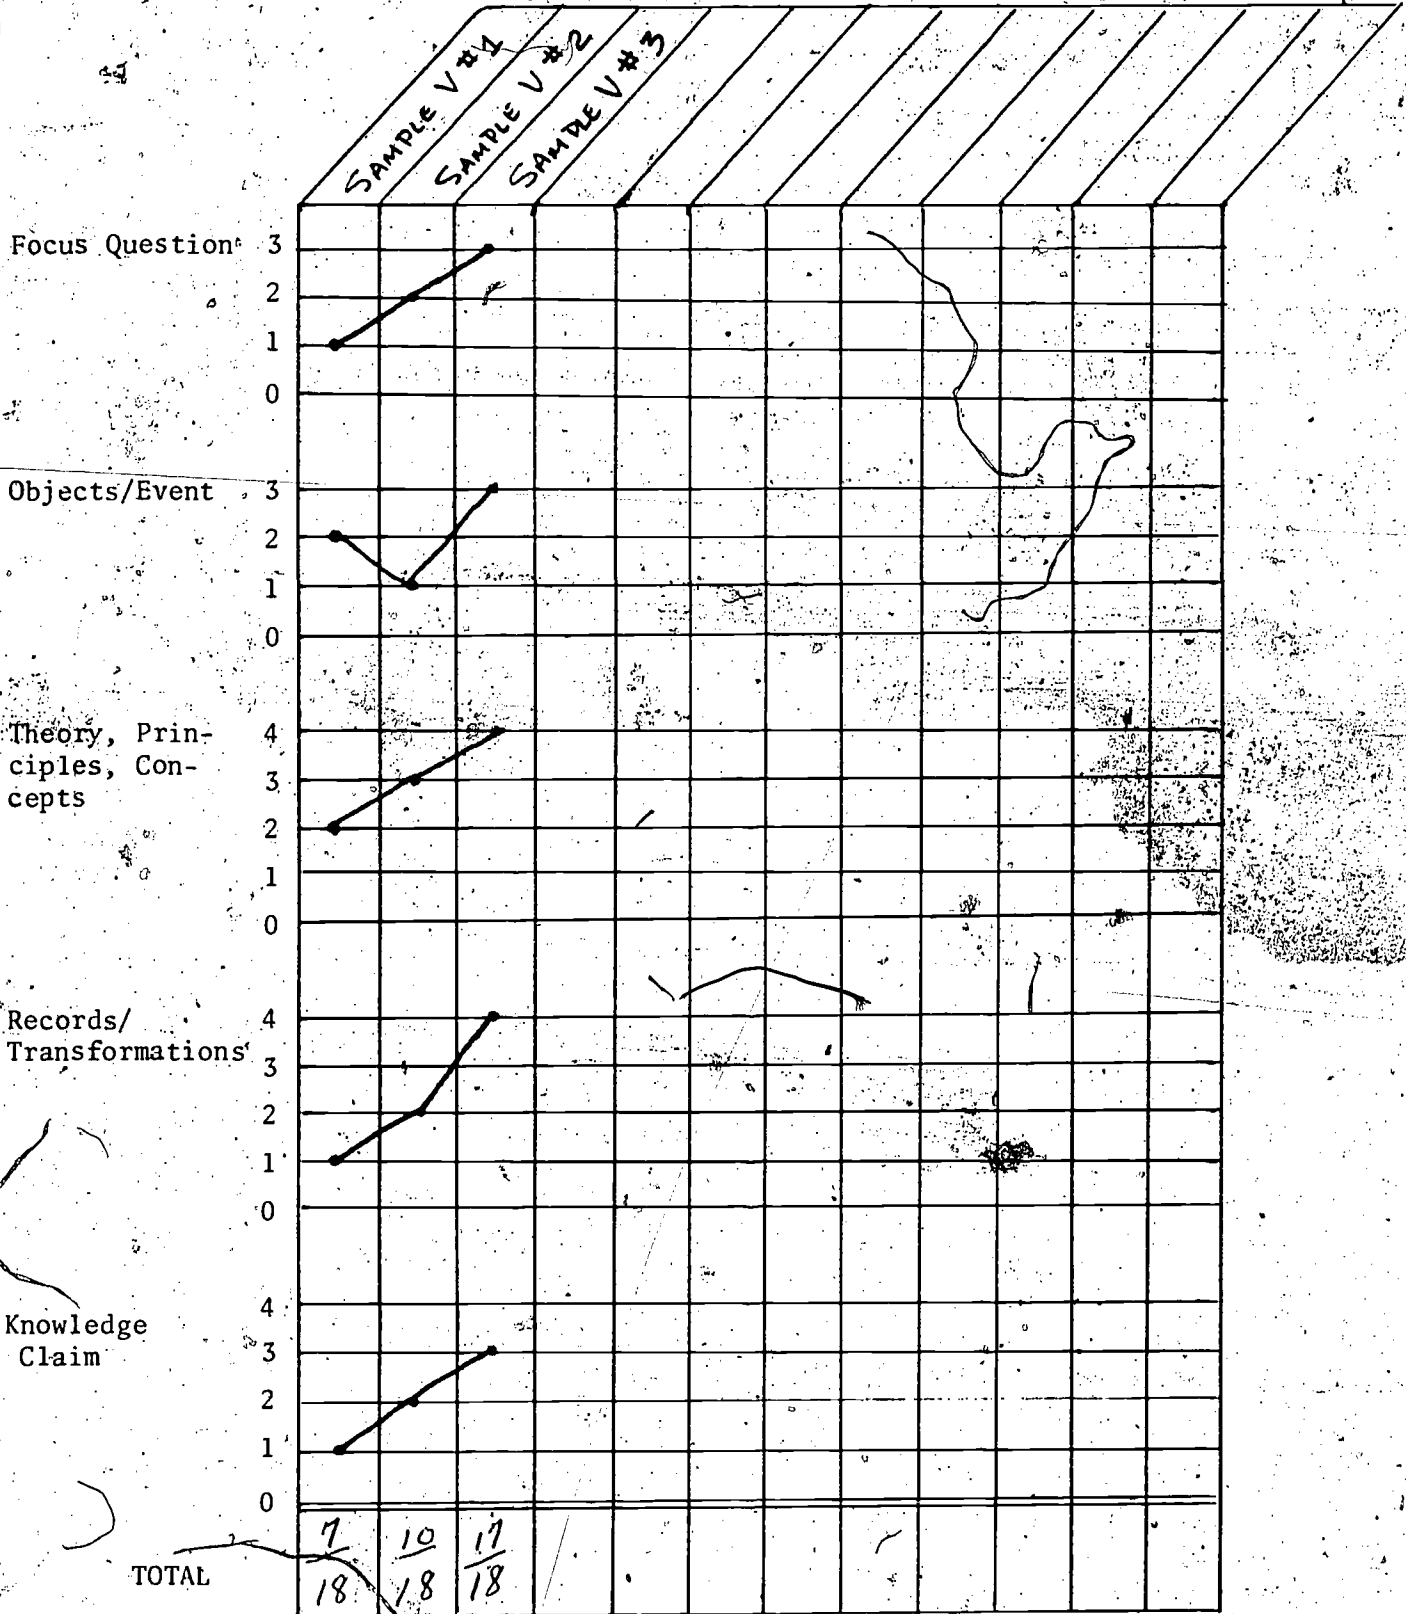 SAMPLE V #1
SAMPLE V #2
SAMPLE V #3
Focus Question 3
2
1
0
Objects/Event 3
2
1
0
Theory, Prin- 4
ciples, Con- 3
cepts
2
1
0
Records/ 4
Transformations 3
2
1
0
4
Knowledge
Claim 3
2
1
0
7/18 10/18 17/18
TOTAL